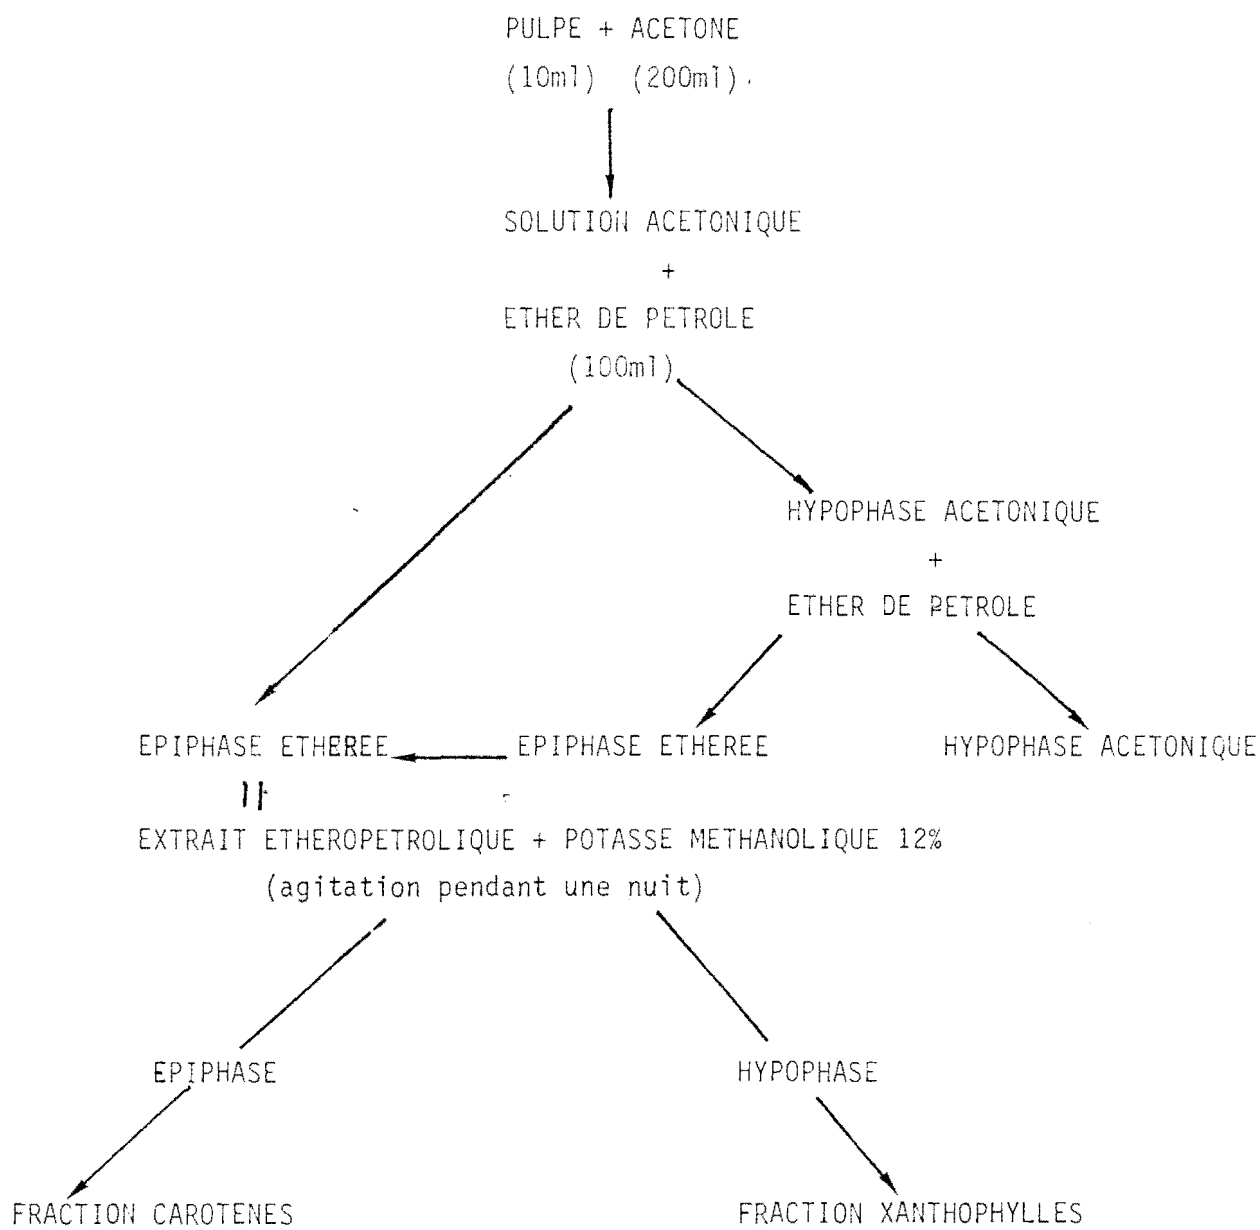 PULPE + ACETONE
(10ml) (200ml)
SOLUTION ACETONIQUE
+
ETHER DE PETROLE
(100ml)
HYPOPHASE ACETONIQUE
+
ETHER DE PETROLE
EPIPHASE ETHEREE
EPIPHASE ETHEREE
HYPOPHASE ACETONIQUE
EXTRAIT ETHEROPETROLIQUE + POTASSE METHANOLIQUE 12%
(agitation pendant une nuit)
EPIPHASE
HYPOPHASE
FRACTION CAROTENES
FRACTION XANTHOPHYLLES